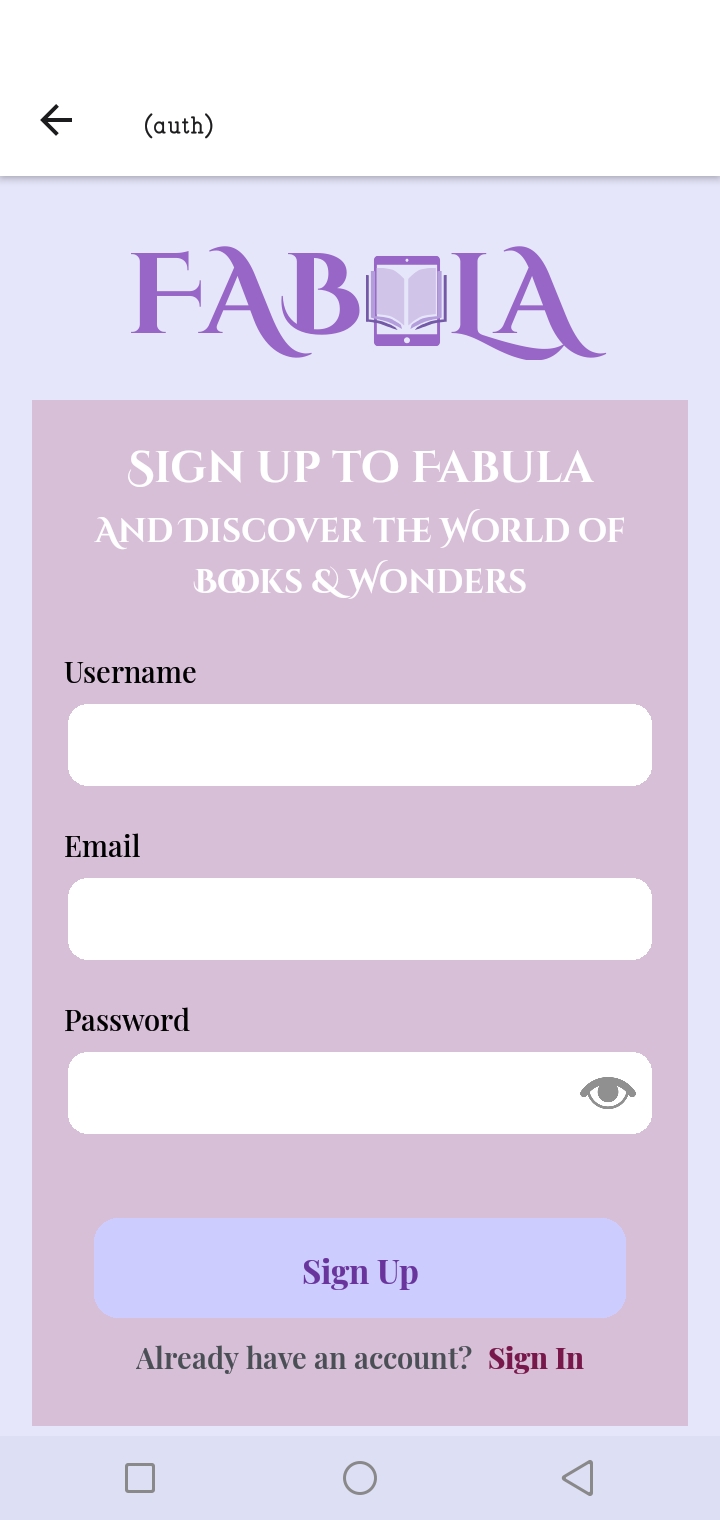 (auth)
FABULA
SIGN UP TO FABULA
AND DISCOVER THE WORLD OF
BOOKS & WONDERS
Username
Email
Password
Sign Up
Already have an account? Sign In